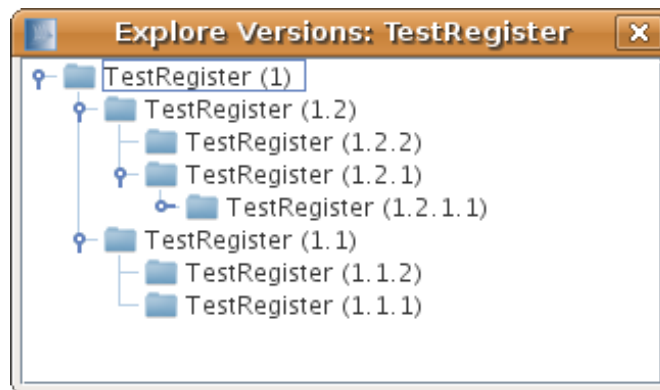 Explore Versions: TestRegister
TestRegister (1)
TestRegister (1.2)
TestRegister (1.2.2)
TestRegister (1.2.1)
TestRegister (1.2.1.1)
TestRegister (1.1)
TestRegister (1.1.2)
TestRegister (1.1.1)